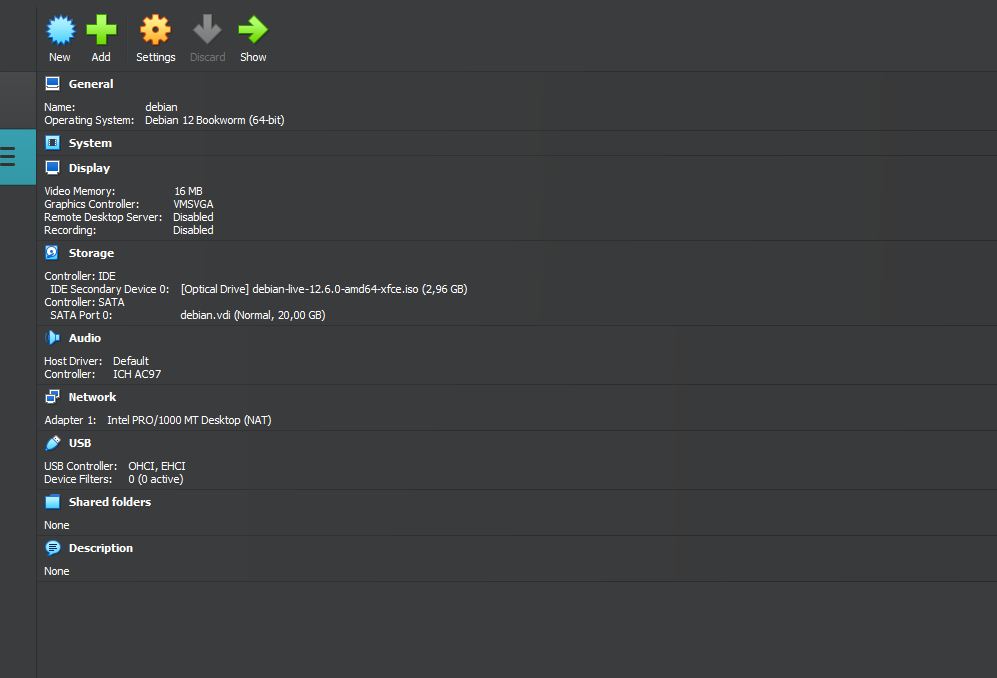 New Add Settings Discard Show
General
Name: debian
Operating System: Debian 12 Bookworm (64-bit)
System
Display
Video Memory: 16 MB
Graphics Controller: VMSVGA
Remote Desktop Server: Disabled
Recording: Disabled
Storage
Controller: IDE
IDE Secondary Device 0: [Optical Drive] debian-live-12.6.0-amd64-xfce.iso (2,96 GB)
Controller: SATA
SATA Port 0: debian.vdi (Normal, 20,00 GB)
Audio
Host Driver: Default
Controller: ICH AC97
Network
Adapter 1: Intel PRO/1000 MT Desktop (NAT)
USB
USB Controller: OHCI, EHCI
Device Filters: 0 (0 active)
Shared folders
None
Description
None